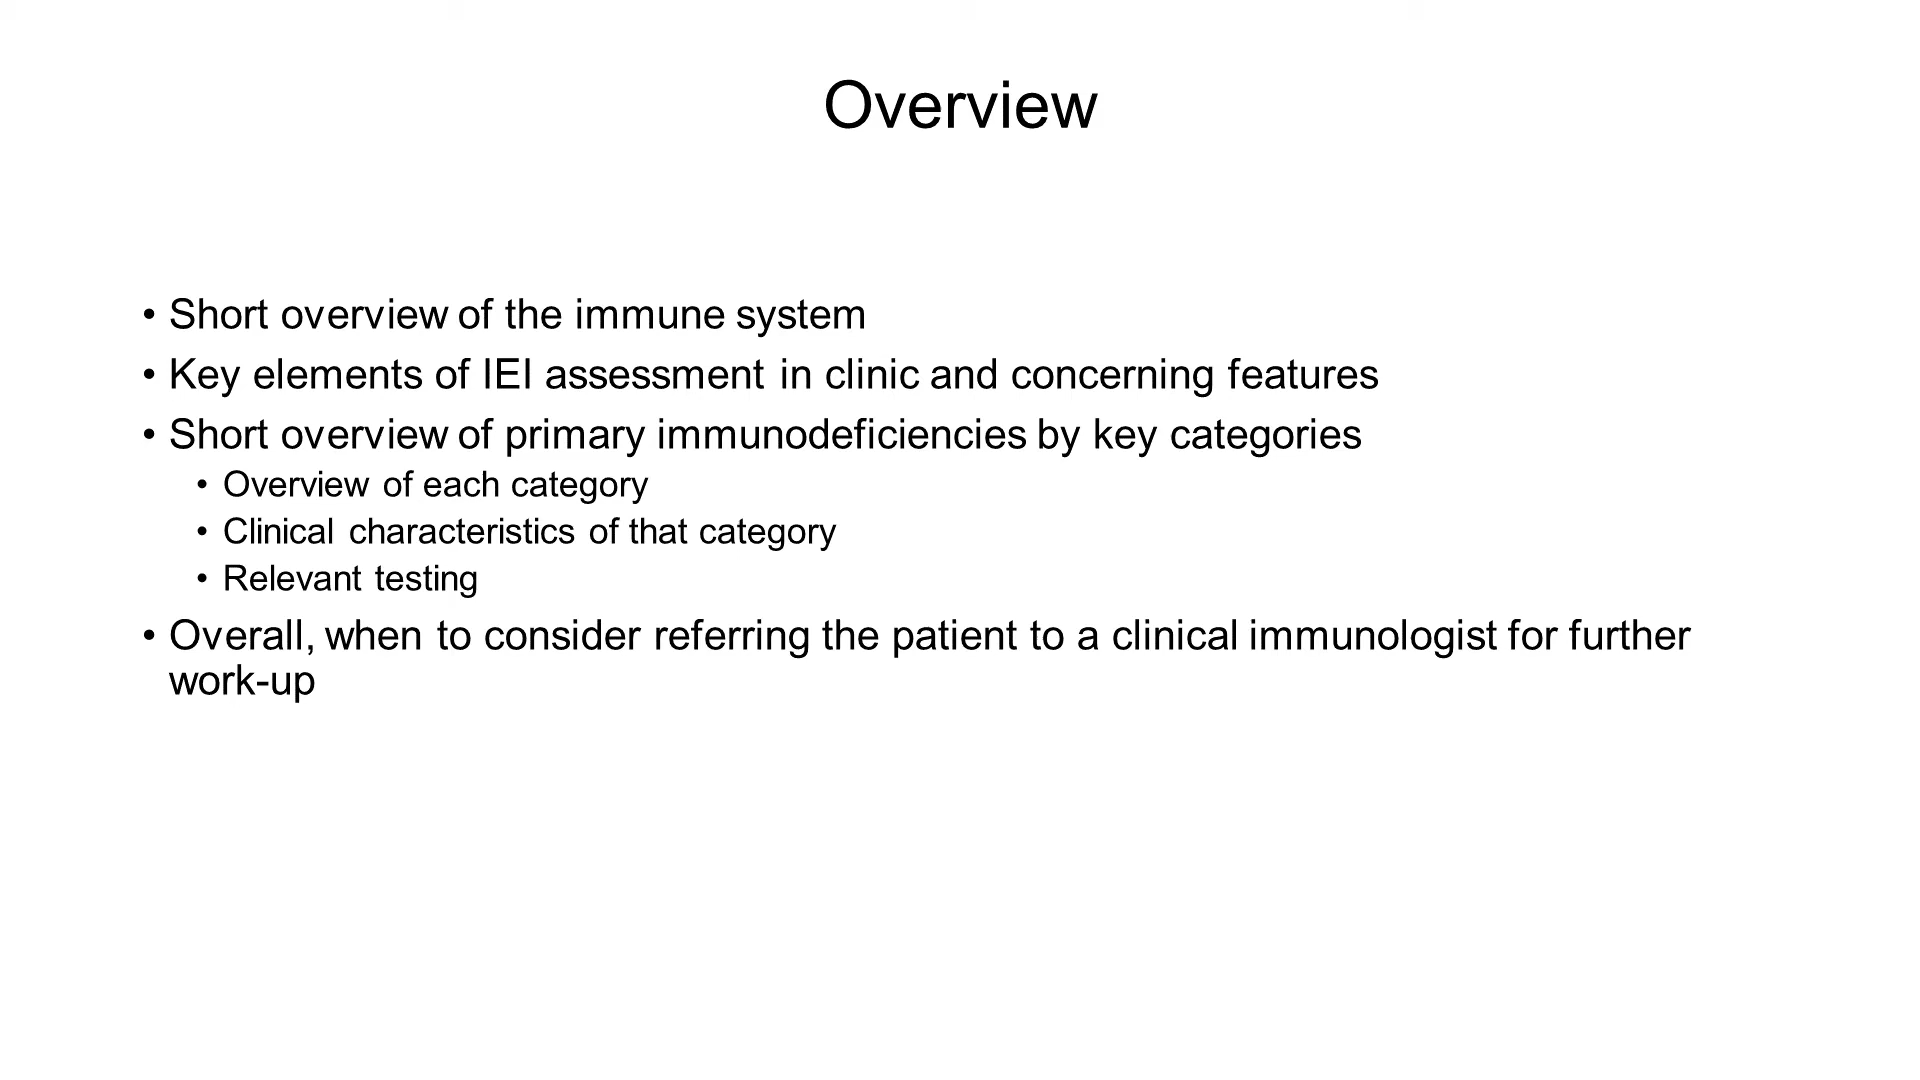 Overview
• Short overview of the immune system
• Key elements of IEI assessment in clinic and concerning features
• Short overview of primary immunodeficiencies by key categories
• Overview of each category
• Clinical characteristics of that category
• Relevant testing
• Overall, when to consider referring the patient to a clinical immunologist for further
work-up